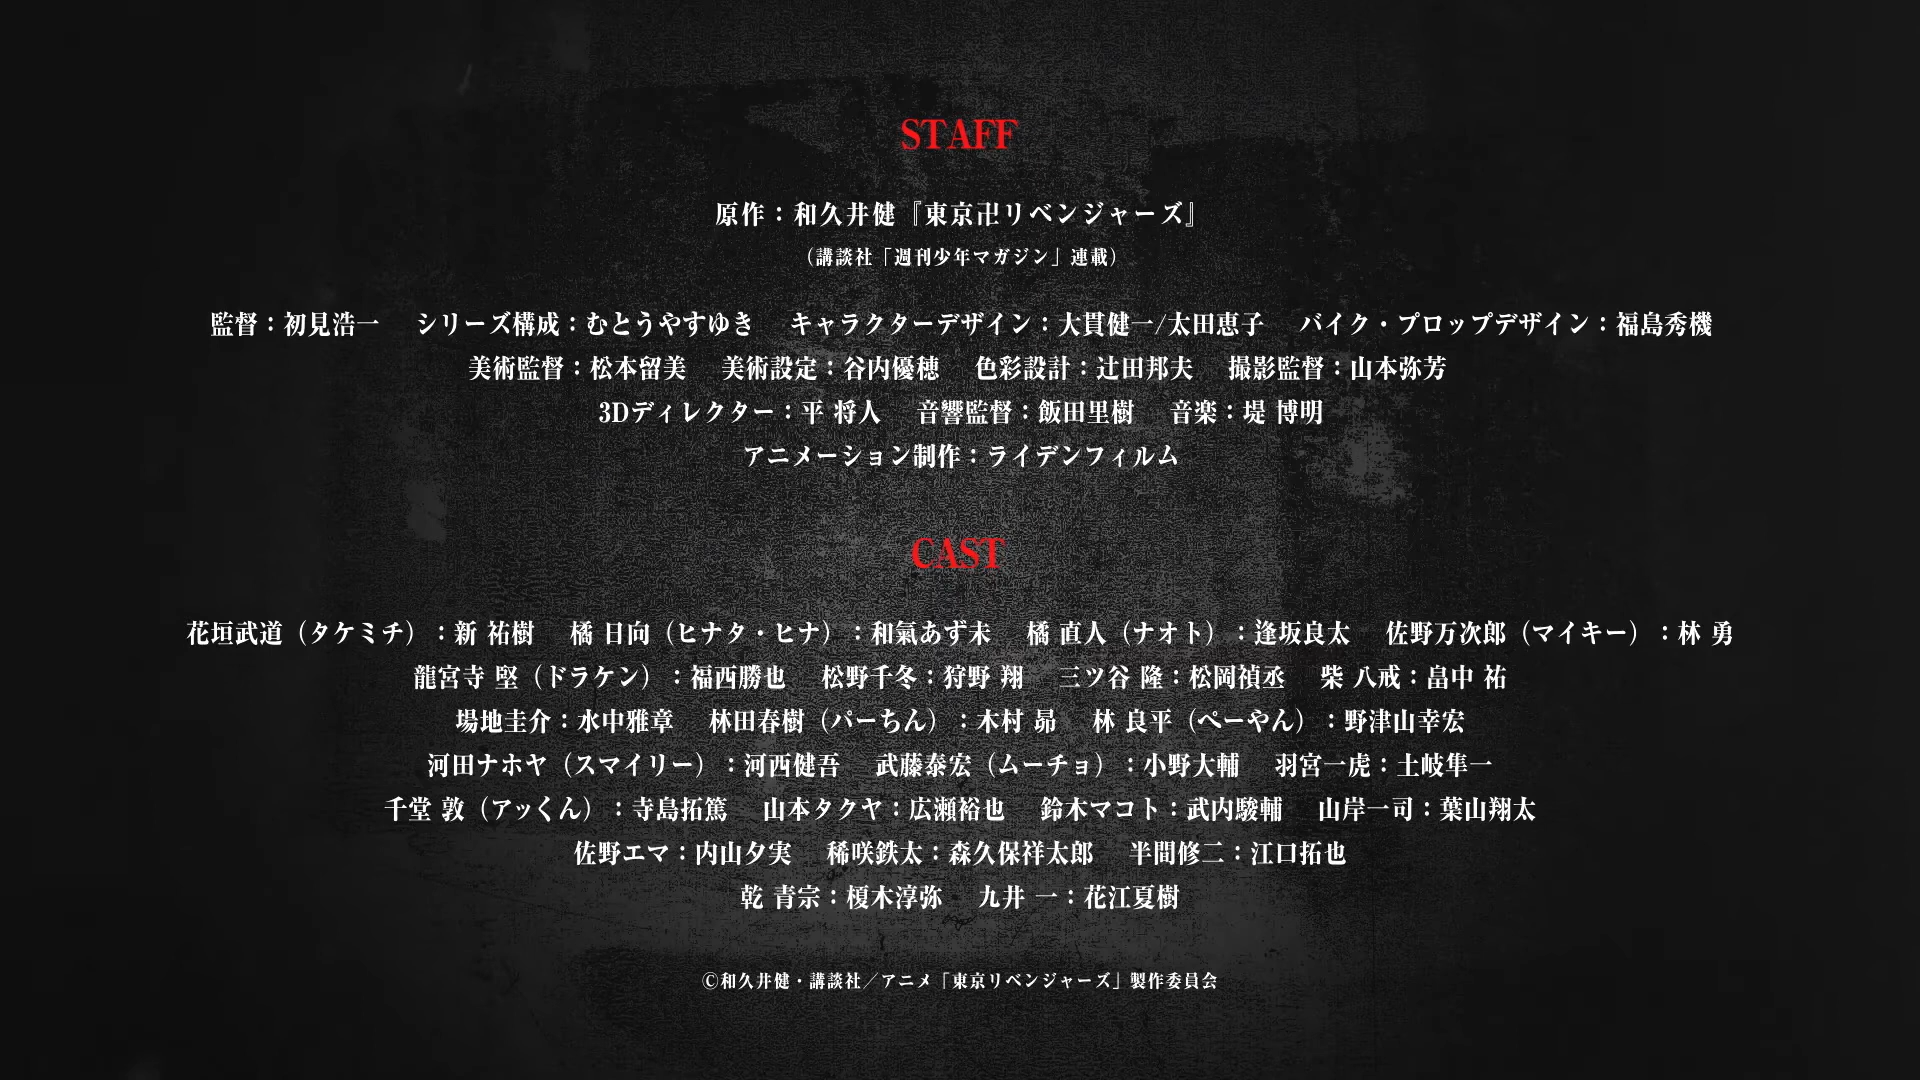 STAFF
原作：和久井健『東京卍リベンジャーズ』
（講談社「週刊少年マガジン」連載）
監督：初見浩一　シリーズ構成：むとうやすゆき　キャラクターデザイン：大貫健一/太田恵子　バイク・プロップデザイン：福島秀機
美術監督：松本留美　美術設定：谷内優穂　色彩設計：辻田邦夫　撮影監督：山本弥芳
3Dディレクター：平 将人　音響監督：飯田里樹　音楽：堤 博明
アニメーション制作：ライデンフィルム
CAST
花垣武道（タケミチ）：新 祐樹　橘 日向（ヒナタ・ヒナ）：和氣あず未　橘 直人（ナオト）：逢坂良太　佐野万次郎（マイキー）：林 勇
龍宮寺 堅（ドラケン）：福西勝也　松野千冬：狩野 翔　三ツ谷 隆：松岡禎丞　柴 八戒：畠中 祐
場地圭介：水中雅章　林田春樹（パーちん）：木村 昴　林 良平（ぺーやん）：野津山幸宏
河田ナホヤ（スマイリー）：河西健吾　武藤泰宏（ムーチョ）：小野大輔　羽宮一虎：土岐隼一
千堂 敦（アッくん）：寺島拓篤　山本タクヤ：広瀬裕也　鈴木マコト：武内駿輔　山岸一司：葉山翔太
佐野エマ：内山夕実　稀咲鉄太：森久保祥太郎　半間修二：江口拓也
乾 青宗：榎木淳弥　九井 一：花江夏樹
©和久井健・講談社／アニメ「東京リベンジャーズ」製作委員会